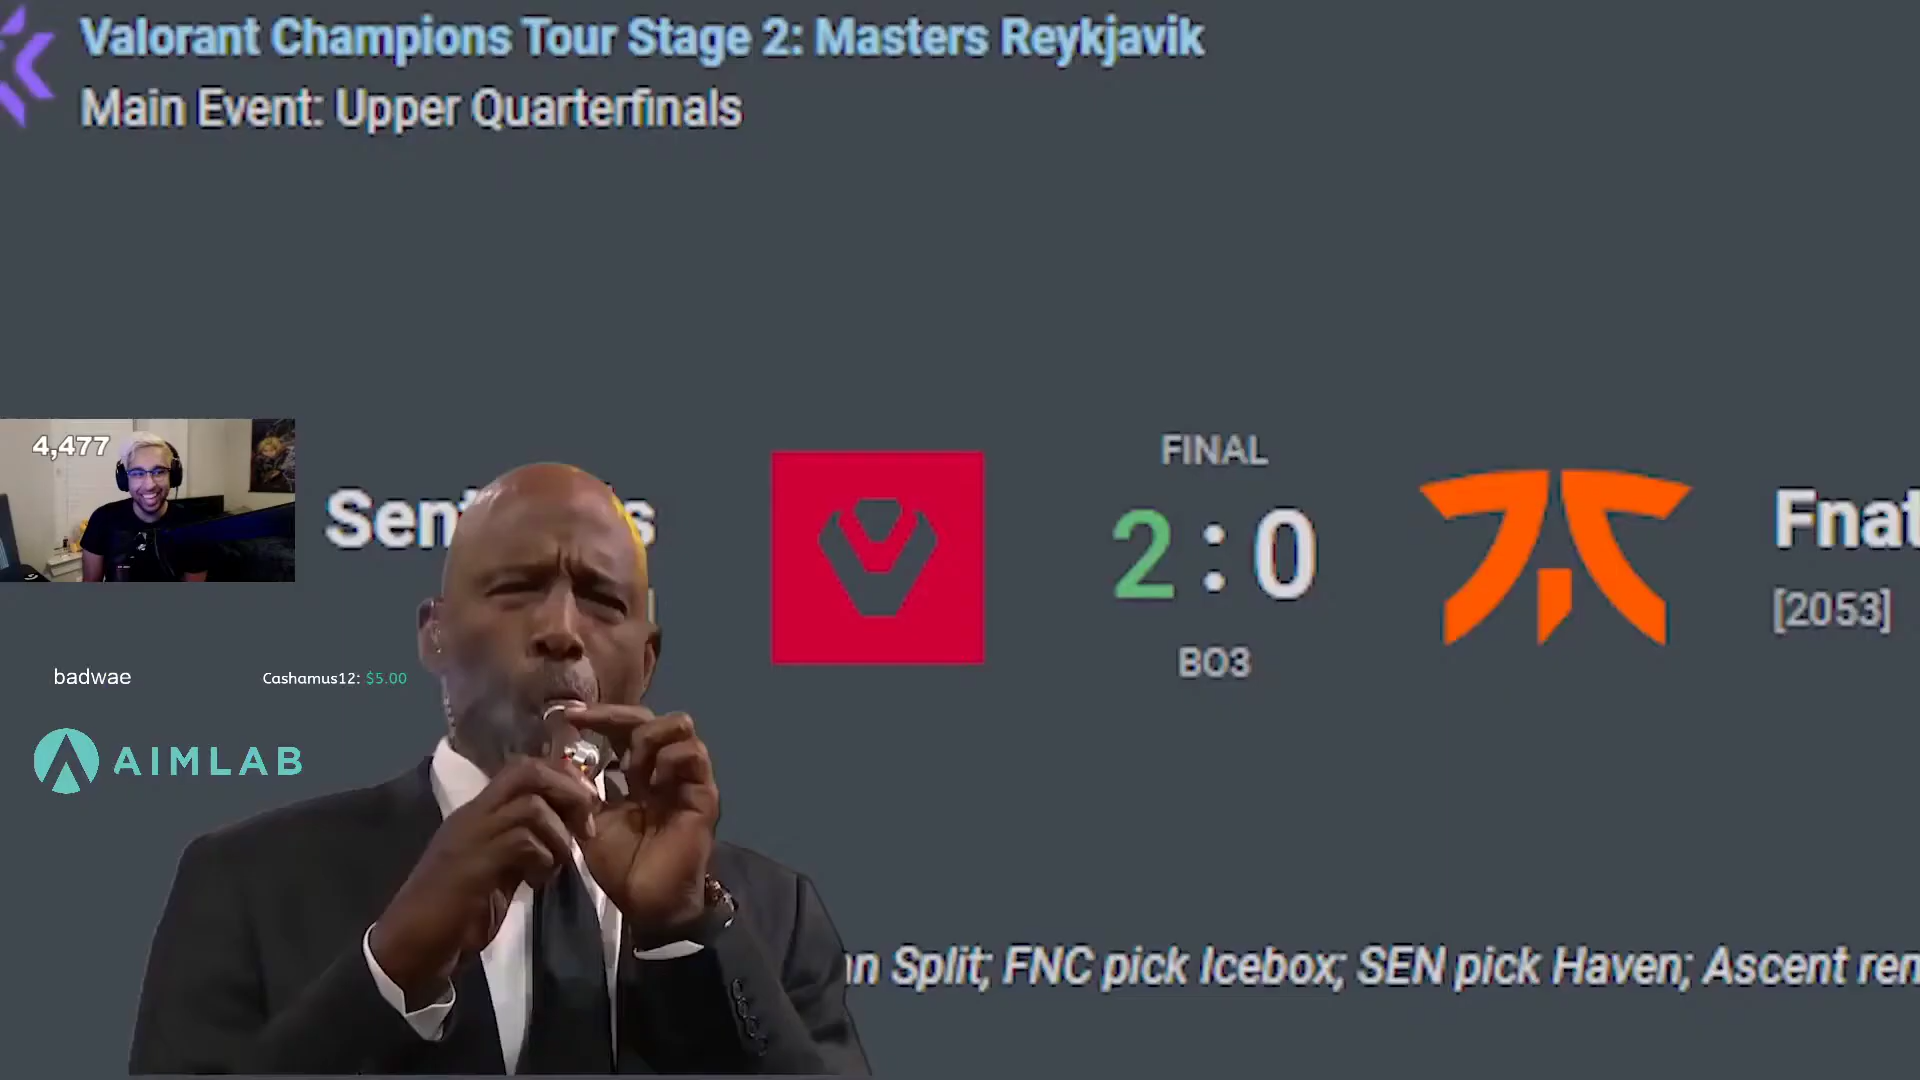 Valorant Champions Tour Stage 2: Masters Reykjavik
Main Event: Upper Quarterfinals
4,477
FINAL
2 : 0
[2053]
BO3
badwae
Cashamus12: $5.00
AIMLAB
Split; FNC pick Icebox; SEN pick Haven; Ascent